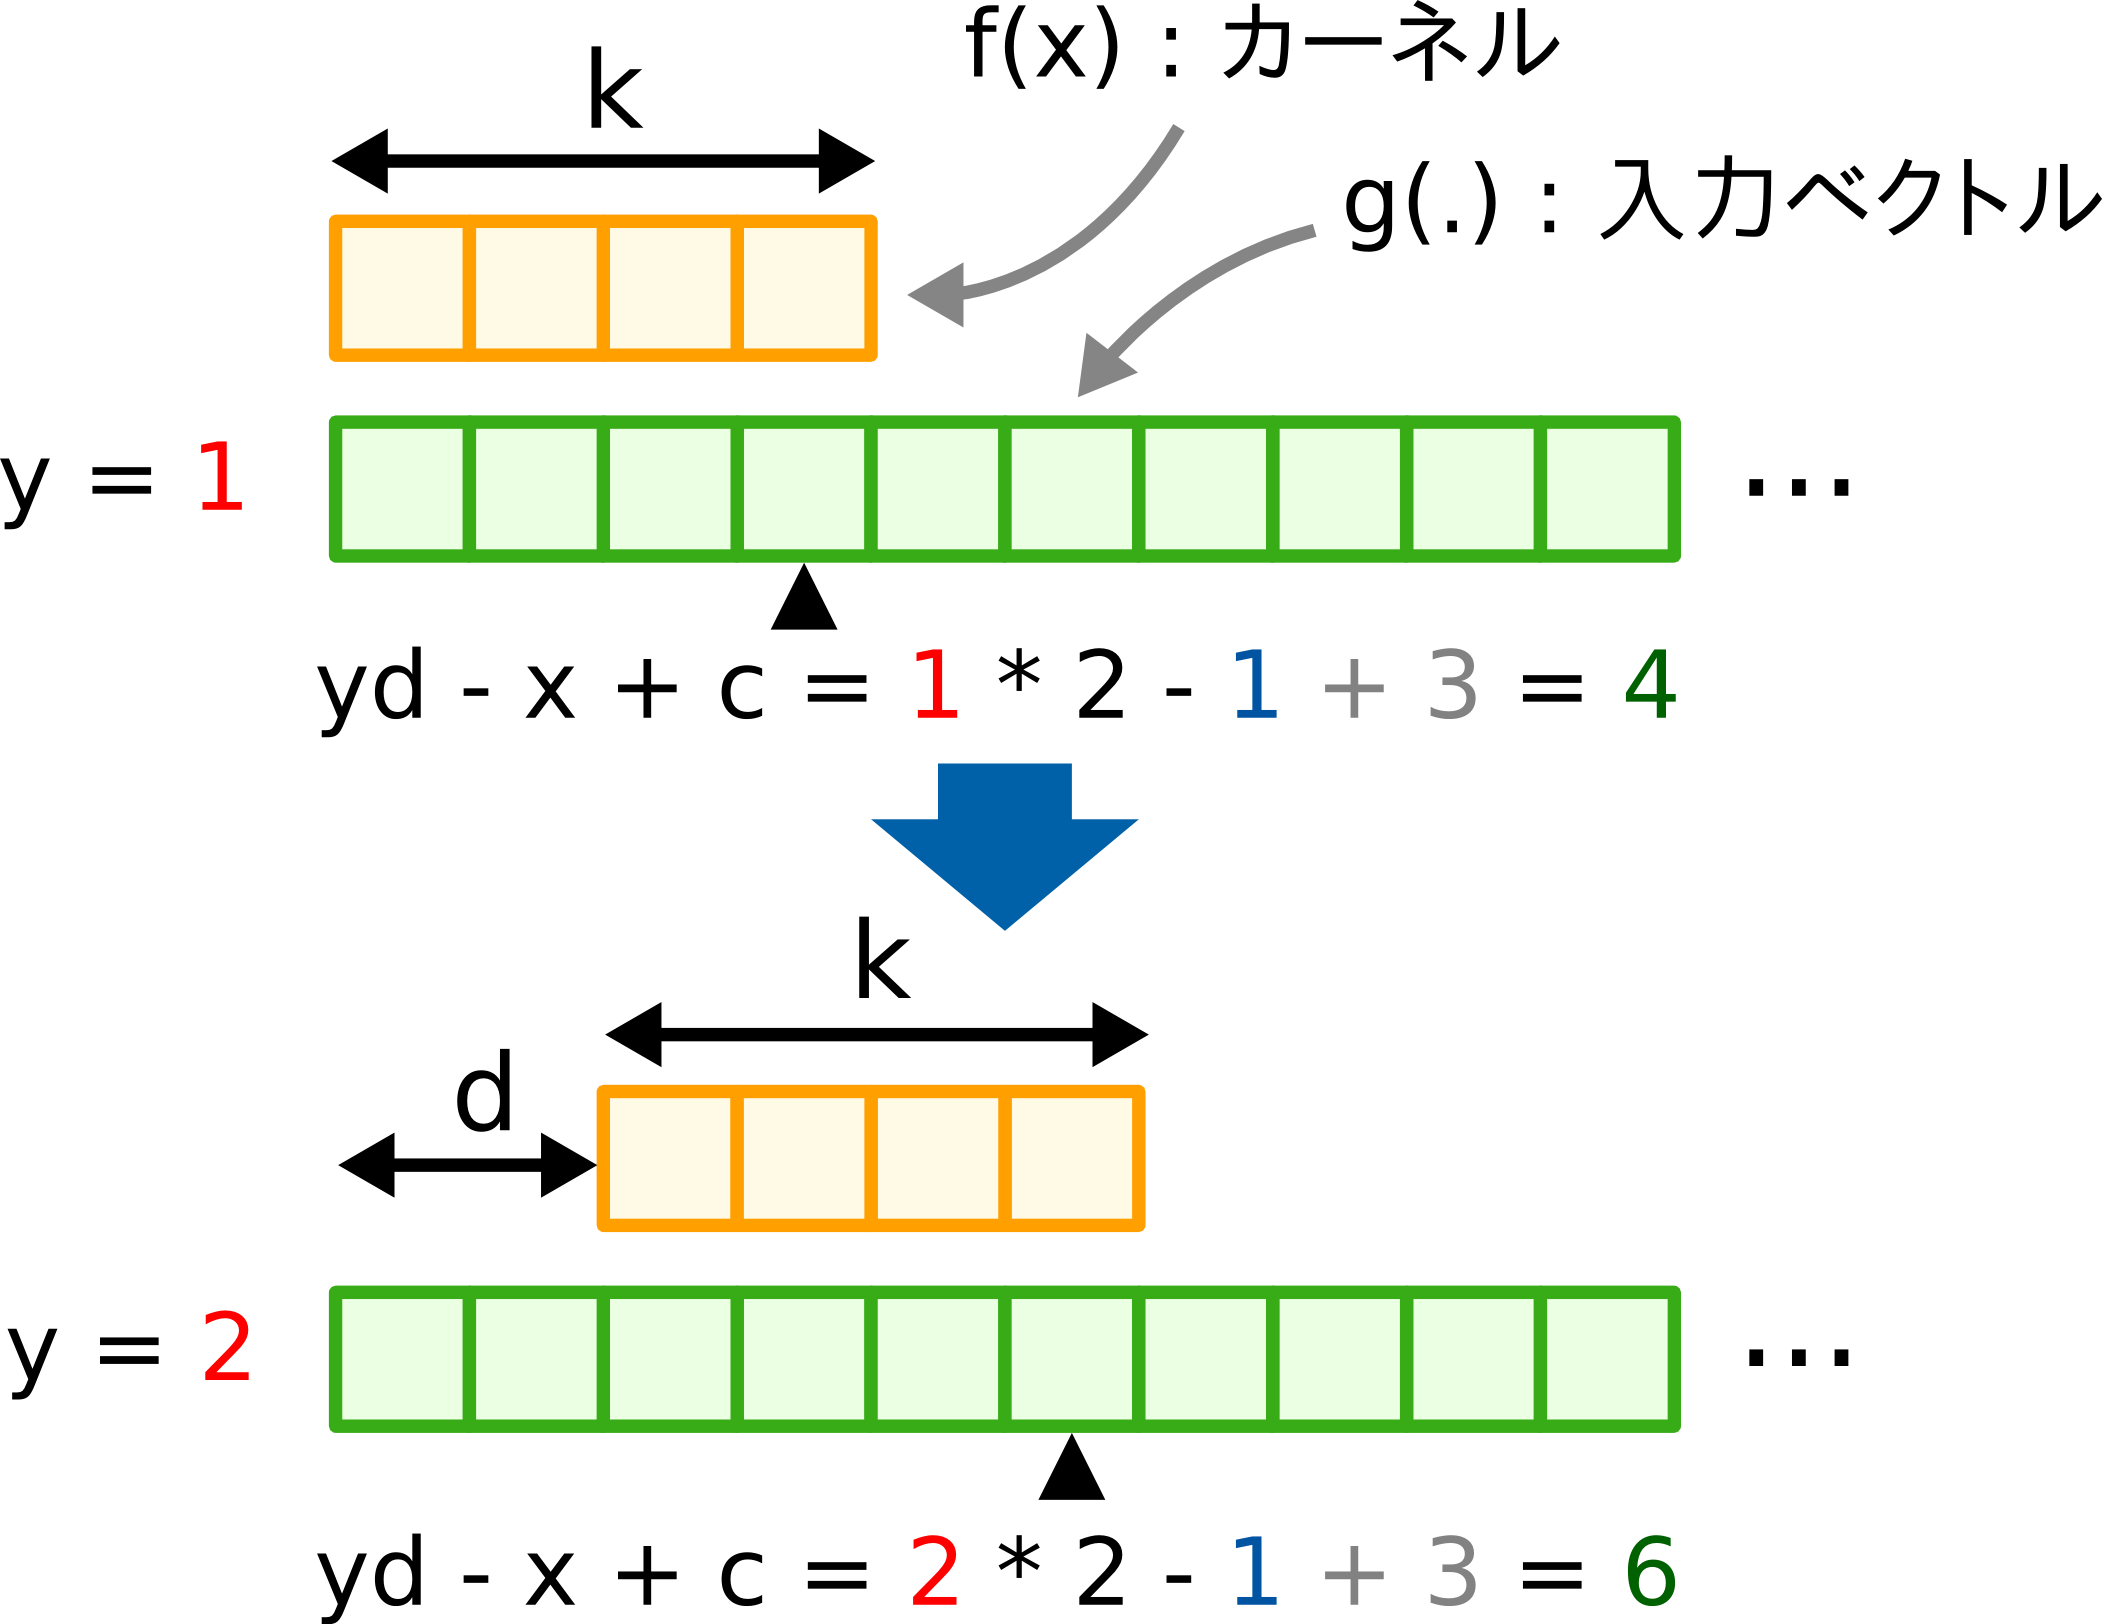 f(x) : カーネル
k
g(.) : 入力ベクトル
y = 1
...
yd - x + c = 1 * 2 - 1 + 3 = 4
k
d
y = 2
...
yd - x + c = 2 * 2 - 1 + 3 = 6